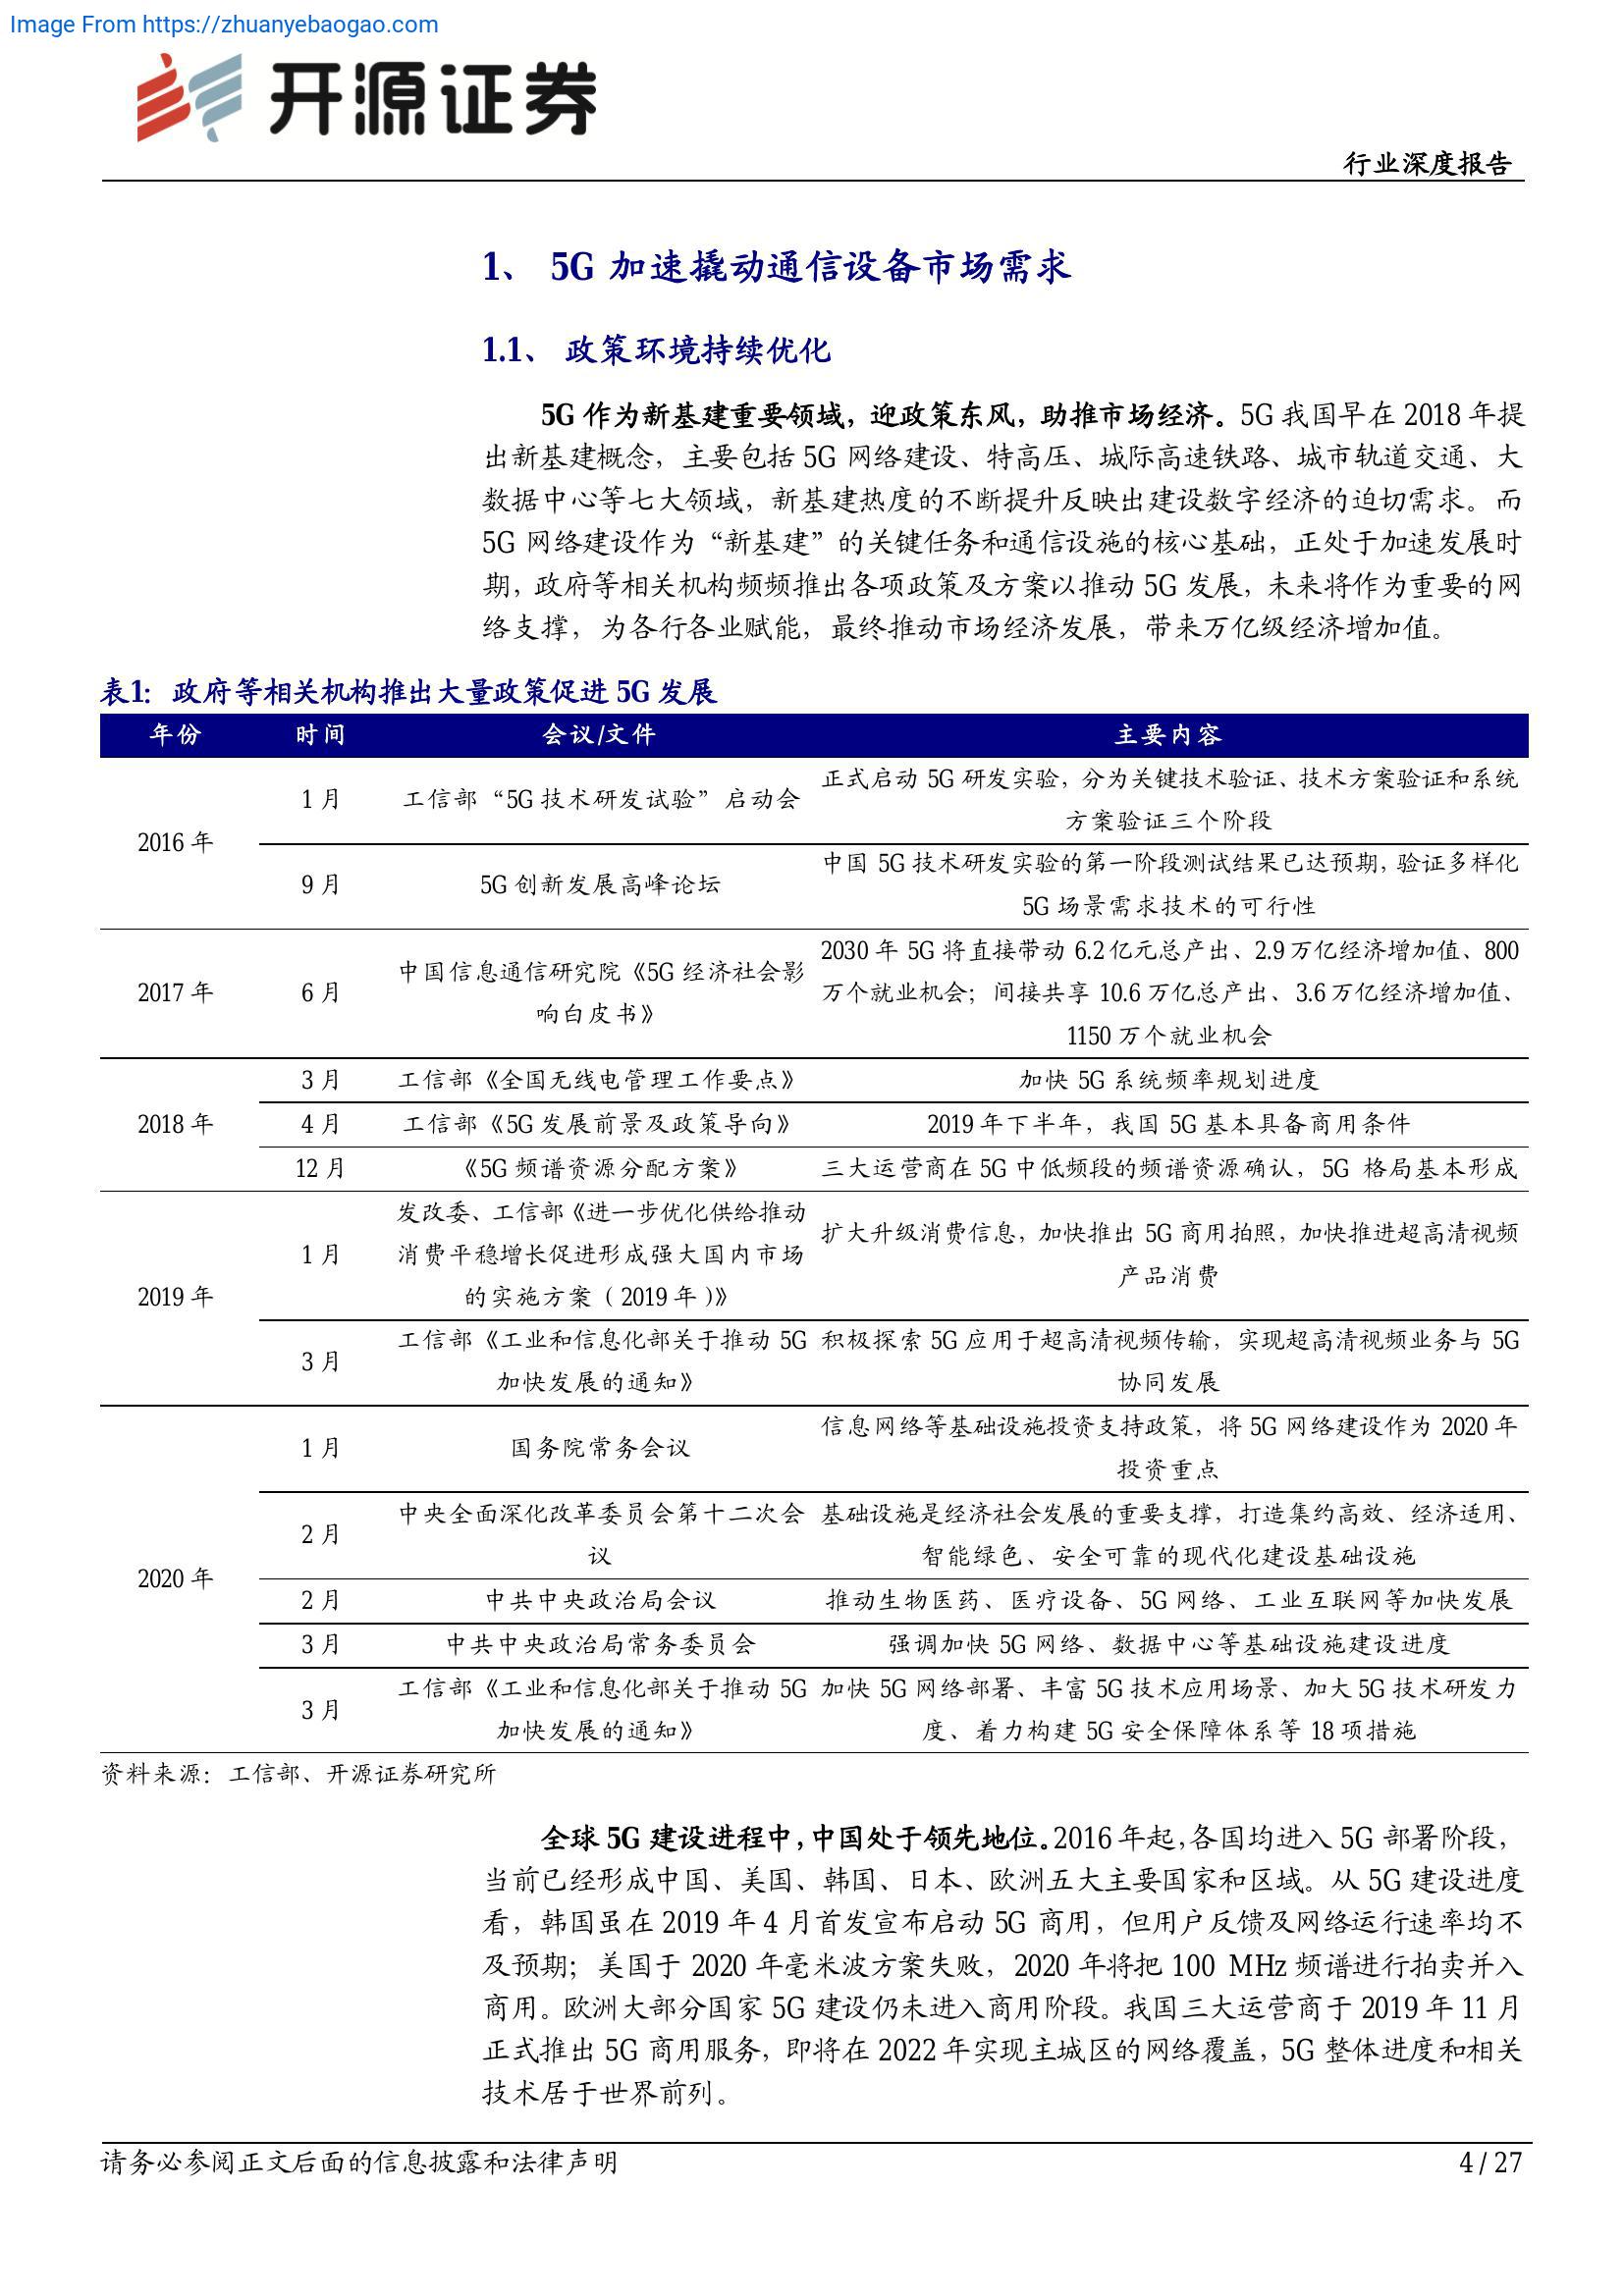 Image From https://zhuanyebaogao.com
开源证券
行业深度报告
1、 5G 加速撬动通信设备市场需求
1.1、 政策环境持续优化
5G 作为新基建重要领域，迎政策东风，助推市场经济。5G 我国早在 2018 年提
出新基建概念，主要包括 5G 网络建设、特高压、城际高速铁路、城市轨道交通、大
数据中心等七大领域，新基建热度的不断提升反映出建设数字经济的迫切需求。而
5G 网络建设作为“新基建”的关键任务和通信设施的核心基础，正处于加速发展时
期，政府等相关机构频频推出各项政策及方案以推动 5G 发展，未来将作为重要的网
络支撑，为各行各业赋能，最终推动市场经济发展，带来万亿级经济增加值。
表1： 政府等相关机构推出大量政策促进 5G 发展
年份 时间 会议/文件 主要内容
2016 年
1 月
工信部“5G 技术研发试验”启动会
正式启动 5G 研发实验，分为关键技术验证、技术方案验证和系统
方案验证三个阶段
9 月
5G 创新发展高峰论坛
中国 5G 技术研发实验的第一阶段测试结果已达预期，验证多样化
5G 场景需求技术的可行性
2017 年
6 月
中国信息通信研究院《5G 经济社会影
响白皮书》
2030 年 5G 将直接带动 6.2 亿元总产出、2.9 万亿经济增加值、800
万个就业机会；间接共享 10.6 万亿总产出、3.6 万亿经济增加值、
1150 万个就业机会
2018 年
3 月
工信部《全国无线电管理工作要点》
加快 5G 系统频率规划进度
4 月
工信部《5G 发展前景及政策导向》
2019 年下半年，我国 5G 基本具备商用条件
12 月
《5G 频谱资源分配方案》
三大运营商在 5G 中低频段的频谱资源确认，5G 格局基本形成
2019 年
1 月
发改委、工信部《进一步优化供给推动
消费平稳增长促进形成强大国内市场
的实施方案（2019 年）》
扩大升级消费信息，加快推出 5G 商用拍照，加快推进超高清视频
产品消费
3 月
工信部《工业和信息化部关于推动 5G
加快发展的通知》
积极探索 5G 应用于超高清视频传输，实现超高清视频业务与 5G
协同发展
2020 年
1 月
国务院常务会议
信息网络等基础设施投资支持政策，将 5G 网络建设作为 2020 年
投资重点
2 月
中央全面深化改革委员会第十二次会
议
基础设施是经济社会发展的重要支撑，打造集约高效、经济适用、
智能绿色、安全可靠的现代化建设基础设施
2 月
中共中央政治局会议
推动生物医药、医疗设备、5G 网络、工业互联网等加快发展
3 月
中共中央政治局常务委员会
强调加快 5G 网络、数据中心等基础设施建设进度
3 月
工信部《工业和信息化部关于推动 5G
加快发展的通知》
加快 5G 网络部署、丰富 5G 技术应用场景、加大 5G 技术研发力
度、着力构建 5G 安全保障体系等 18 项措施
资料来源：工信部、开源证券研究所
全球 5G 建设进程中，中国处于领先地位。2016 年起，各国均进入 5G 部署阶段，
当前已经形成中国、美国、韩国、日本、欧洲五大主要国家和区域。从 5G 建设进度
看，韩国虽在 2019 年 4 月首发宣布启动 5G 商用，但用户反馈及网络运行速率均不
及预期；美国于 2020 年毫米波方案失败，2020 年将把 100 MHz 频谱进行拍卖并入
商用。欧洲大部分国家 5G 建设仍未进入商用阶段。我国三大运营商于 2019 年 11 月
正式推出 5G 商用服务，即将在 2022 年实现主城区的网络覆盖，5G 整体进度和相关
技术居于世界前列。
请务必参阅正文后面的信息披露和法律声明
4 / 27